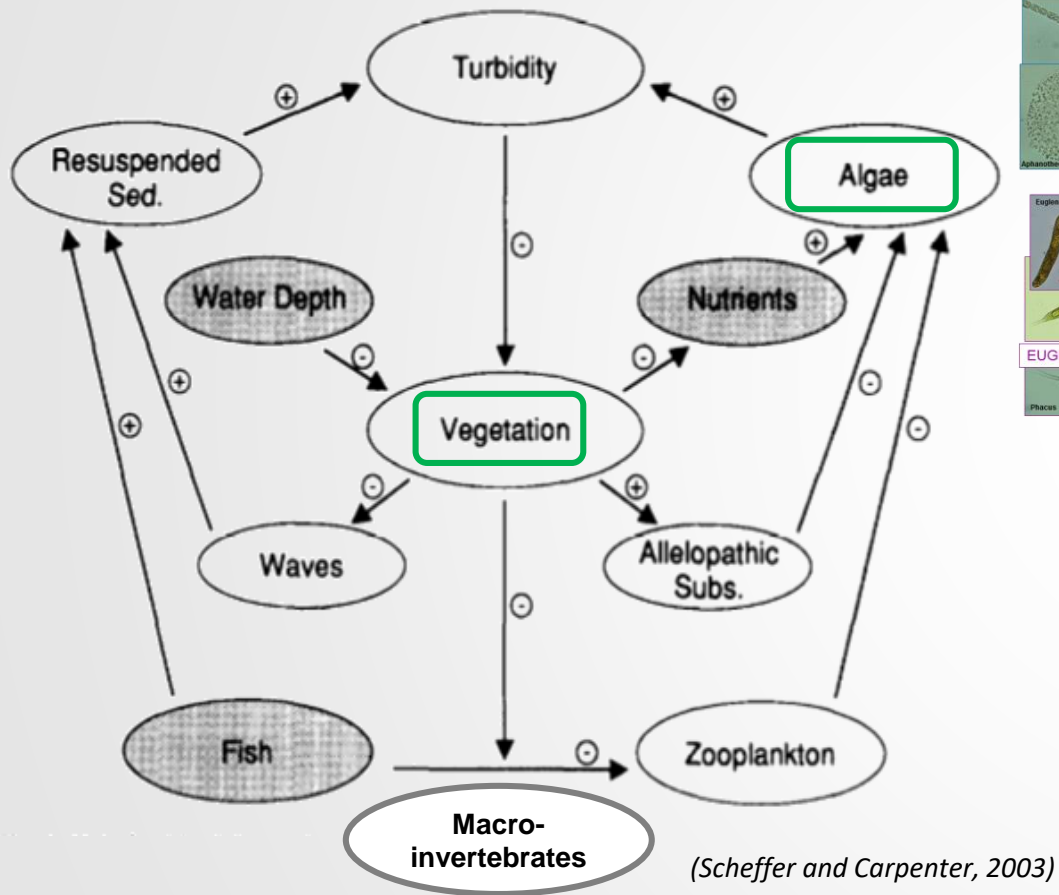 Turbidity
Resuspended
Sed.
Algae
Water Depth
Nutrients
Vegetation
Waves
Allelopathic
Subs.
Fish
Zooplankton
Macro-
invertebrates
(Scheffer and Carpenter, 2003)
+
+
-
+
-
-
+
+
-
-
-
+
-
-
Phacus